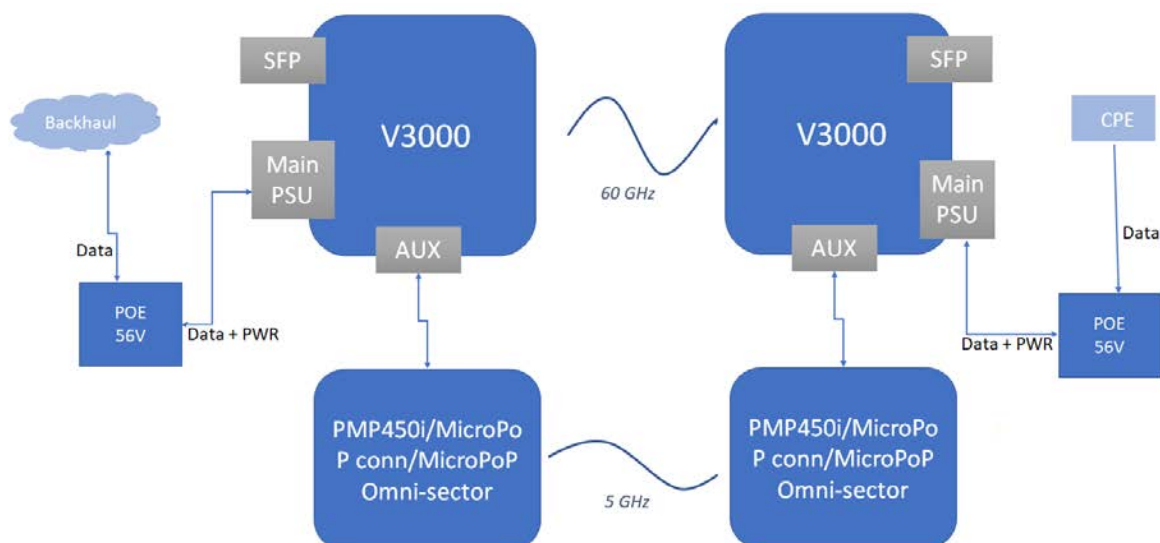 SFP
V3000
Backhaul
Main
PSU
AUX
Data
POE
56V
Data + PWR
60 GHz
SFP
V3000
CPE
Main
PSU
AUX
Data
POE
56V
Data + PWR
PMP450i/MicroPo
P conn/MicroPoP
Omni-sector
5 GHz
PMP450i/MicroPo
P conn/MicroPoP
Omni-sector